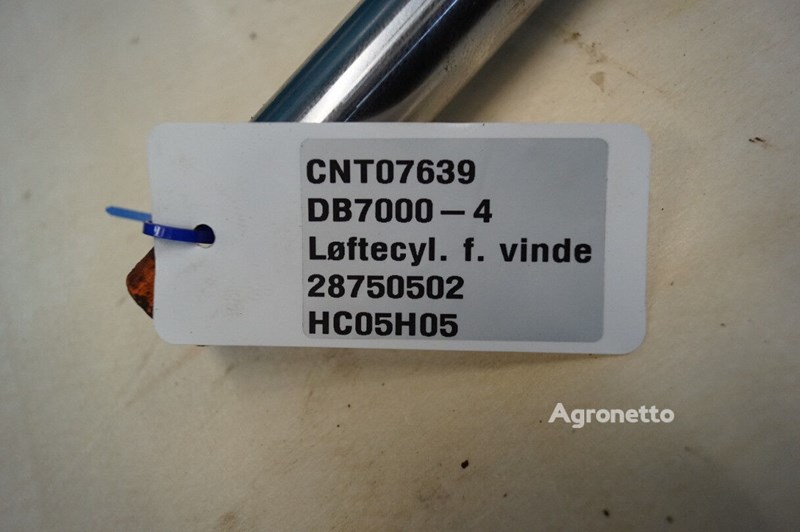 CNT07639
DB7000-4
Løftecyl. f. vinde
28750502
HC05H05
Agronetto